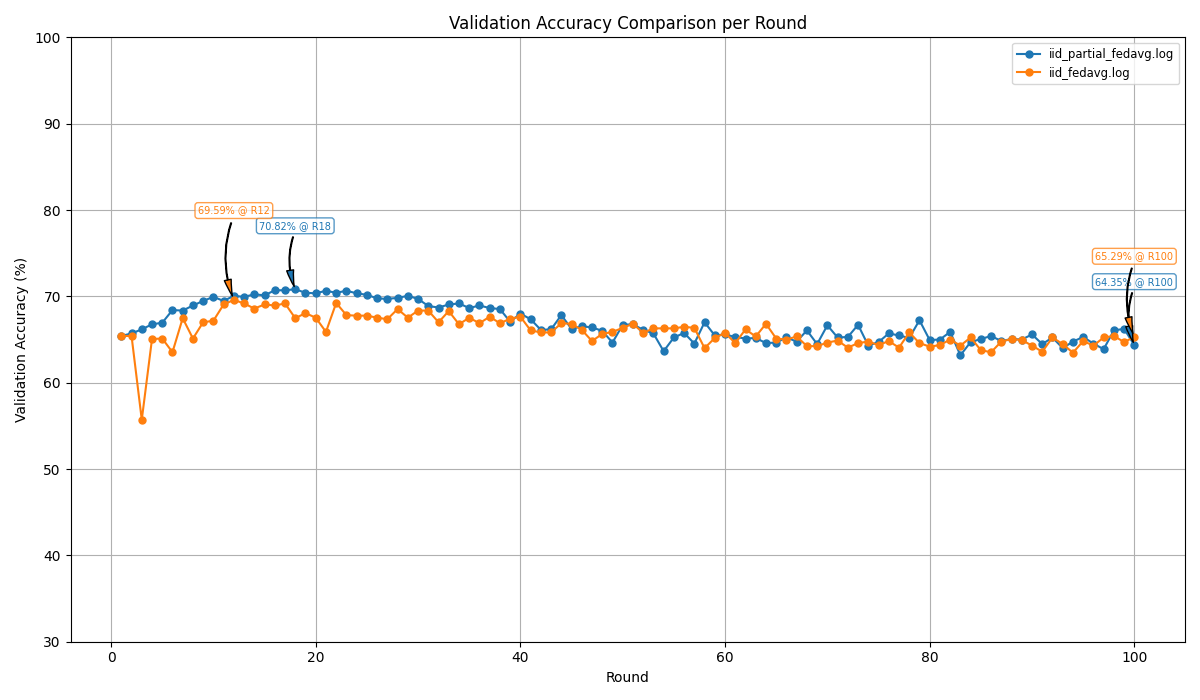 Validation Accuracy Comparison per Round
iid_partial_fedavg.log
iid_fedavg.log
69.59% @ R12
70.82% @ R18
65.29% @ R100
64.35% @ R100
Validation Accuracy (%)
100
90
80
70
60
50
40
30
0 20 40 60 80 100
Round